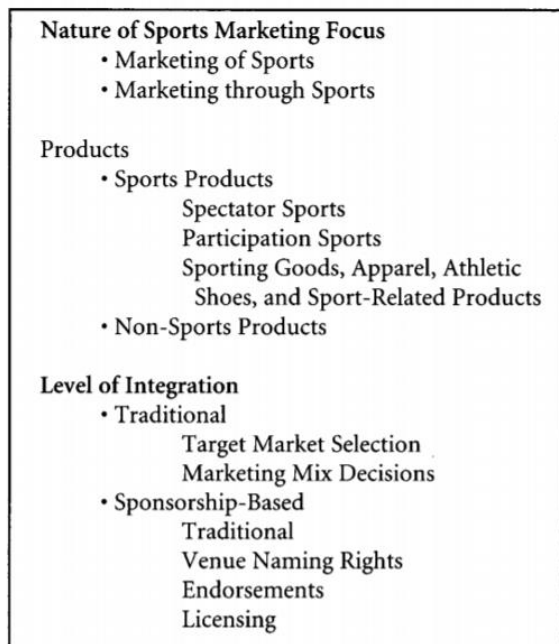 Nature of Sports Marketing Focus
• Marketing of Sports
• Marketing through Sports
Products
• Sports Products
Spectator Sports
Participation Sports
Sporting Goods, Apparel, Athletic
Shoes, and Sport-Related Products
• Non-Sports Products
Level of Integration
• Traditional
Target Market Selection
Marketing Mix Decisions
• Sponsorship-Based
Traditional
Venue Naming Rights
Endorsements
Licensing